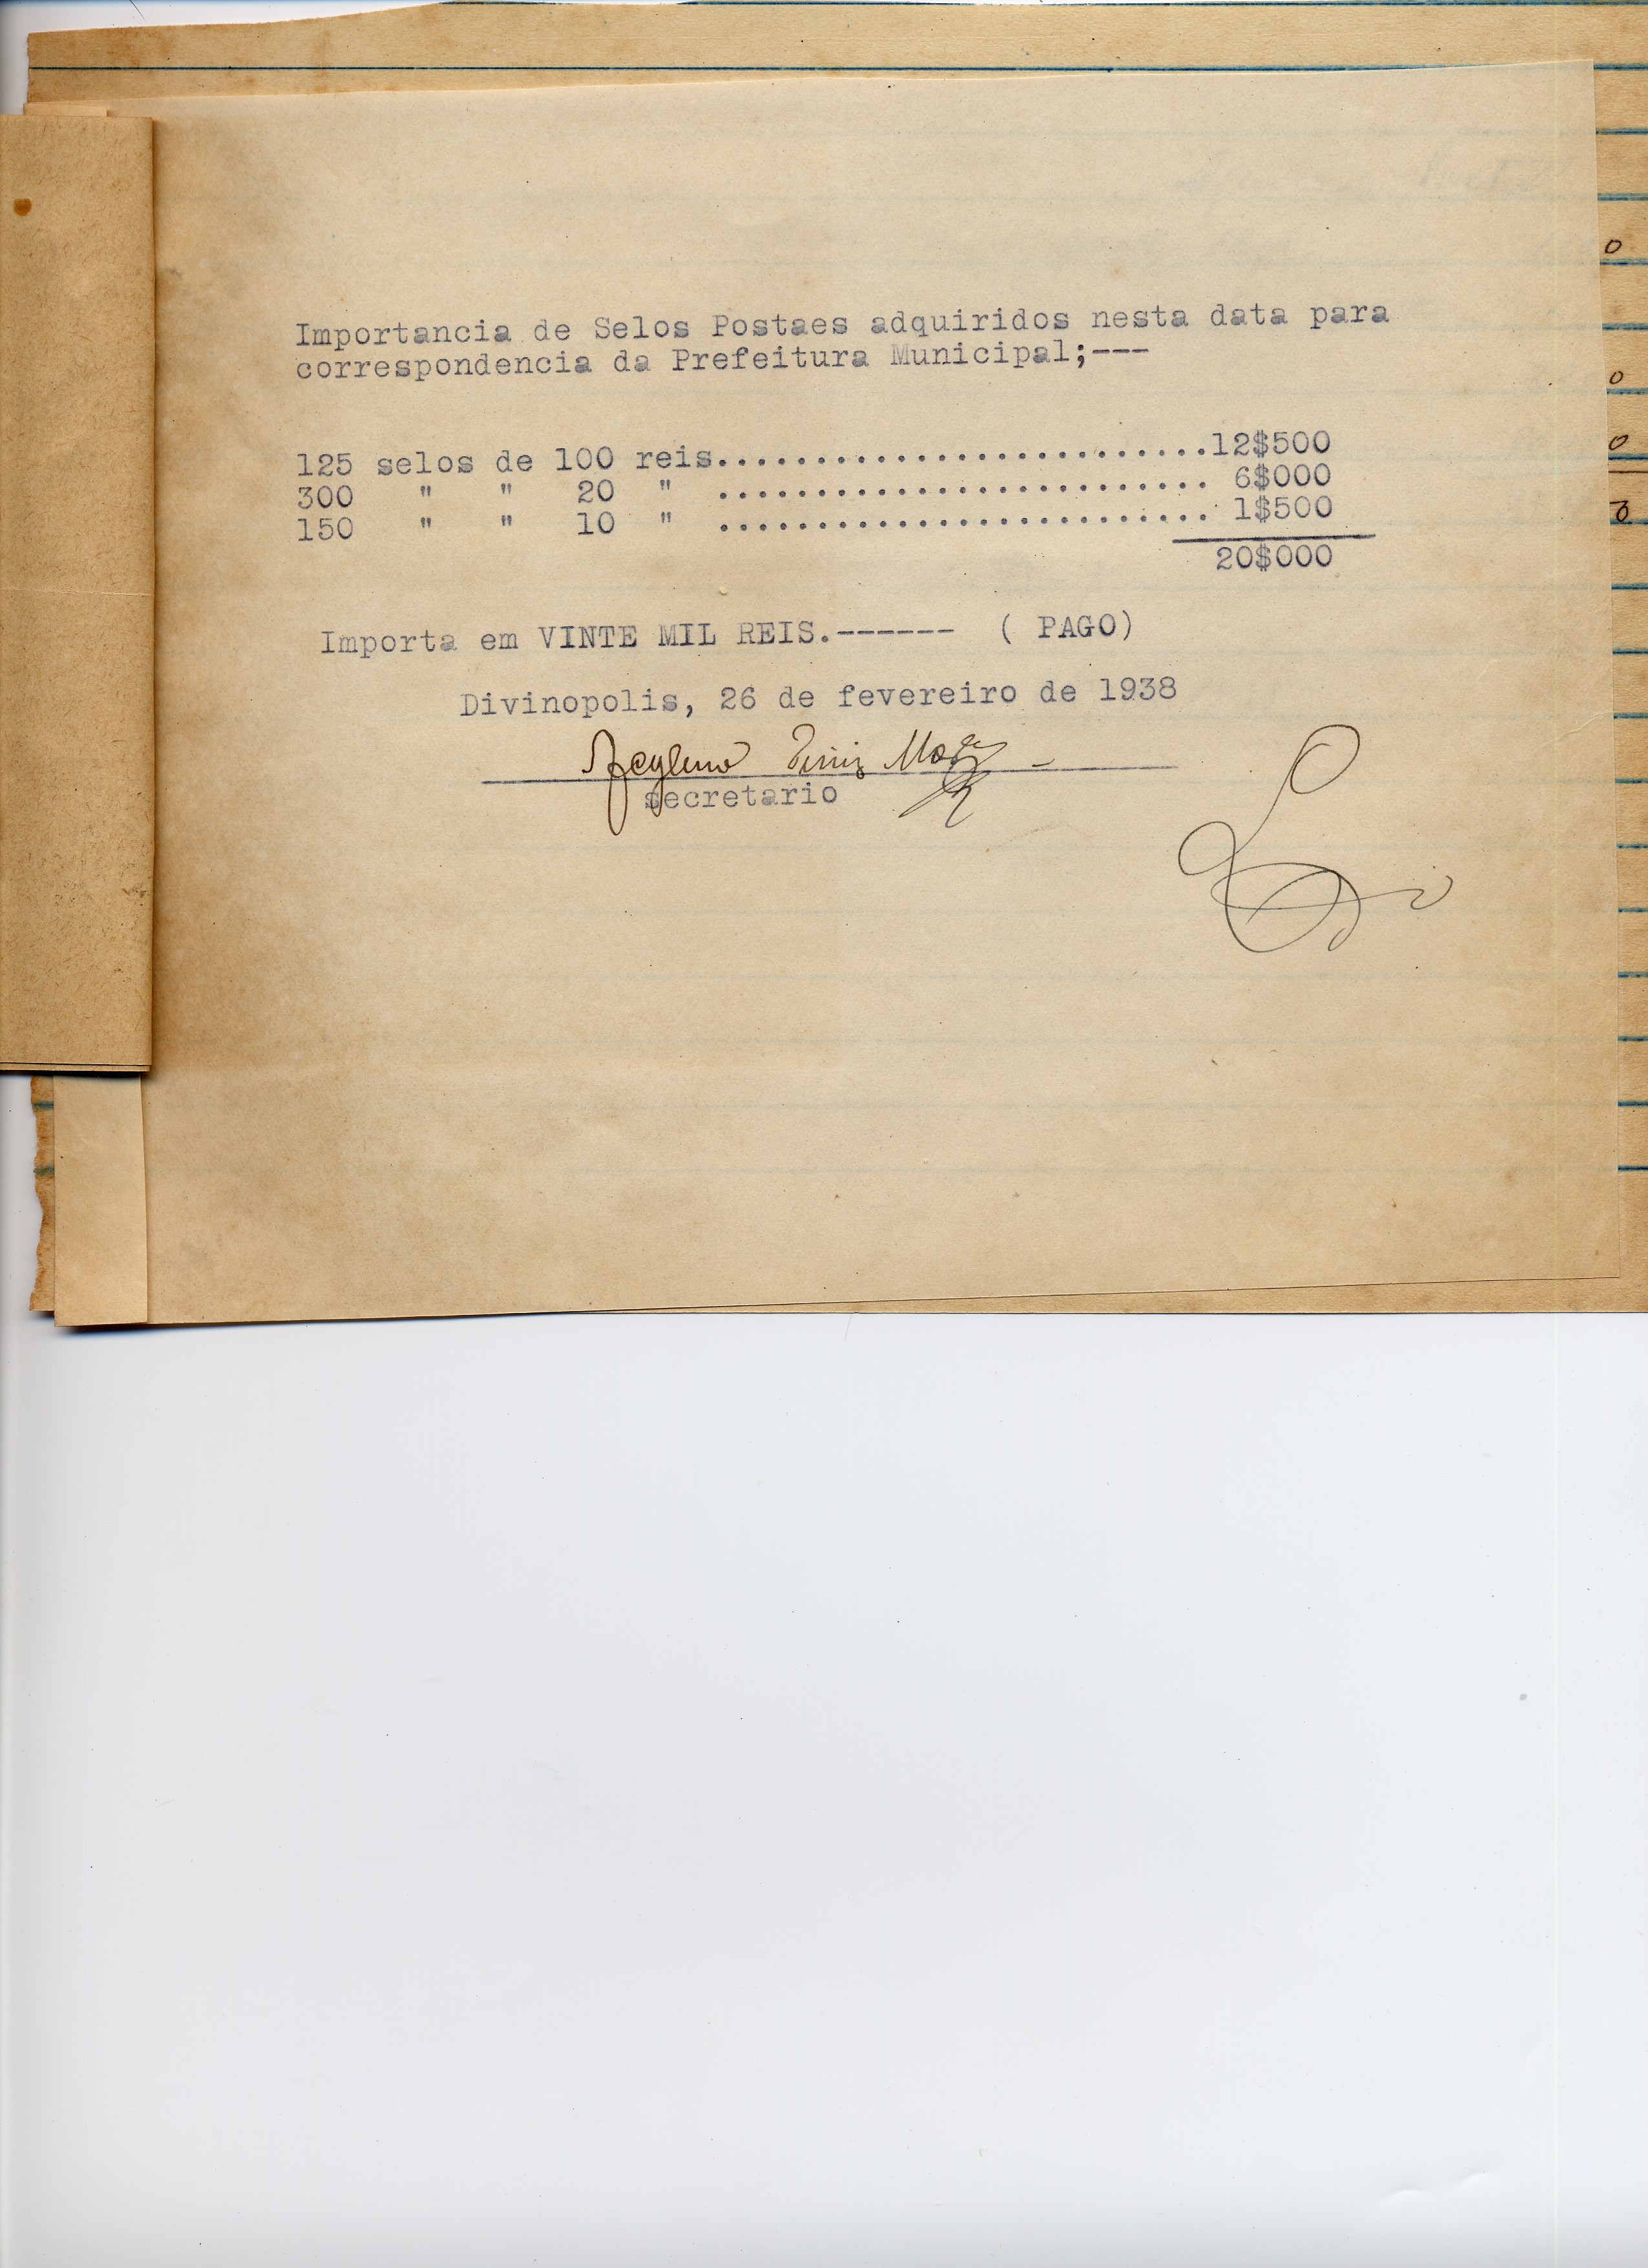 Importancia de Selos Postaes adquiridos nesta data para
correspondencia da Prefeitura Municipal;---
125 selos de 100 reis.........................12$500
300 " " 20 " ......................... 6$000
150 " " 10 " ......................... 1$500
20$000
Importa em VINTE MIL REIS.------ ( PAGO)
Divinopolis, 26 de fevereiro de 1938
secretario